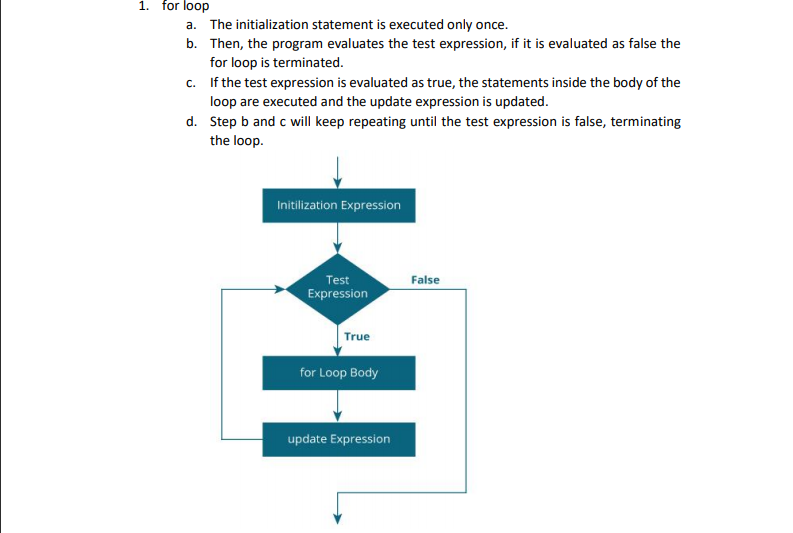 1. for loop
a. The initialization statement is executed only once.
b. Then, the program evaluates the test expression, if it is evaluated as false the
for loop is terminated.
c. If the test expression is evaluated as true, the statements inside the body of the
loop are executed and the update expression is updated.
d. Step b and c will keep repeating until the test expression is false, terminating
the loop.
Initilization Expression
Test
Expression
False
True
for Loop Body
update Expression